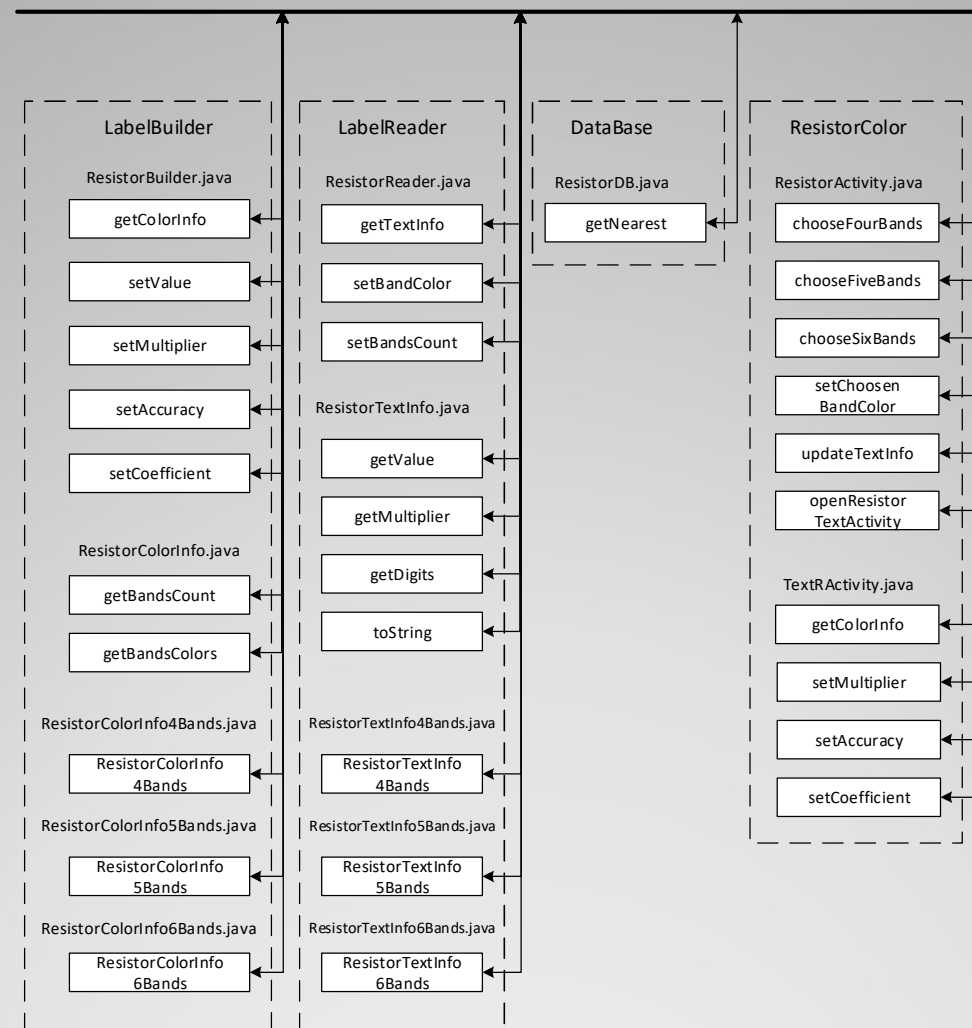 LabelBuilder
ResistorBuilder.java
getColorInfo
setValue
setMultiplier
setAccuracy
setCoefficient
ResistorColorInfo.java
getBandsCount
getBandsColors
ResistorColorInfo4Bands.java
ResistorColorInfo
4Bands
ResistorColorInfo5Bands.java
ResistorColorInfo
5Bands
ResistorColorInfo6Bands.java
ResistorColorInfo
6Bands
LabelReader
ResistorReader.java
getTextInfo
setBandColor
setBandsCount
ResistorTextInfo.java
getValue
getMultiplier
getDigits
toString
ResistorTextInfo4Bands.java
ResistorTextInfo
4Bands
ResistorTextInfo5Bands.java
ResistorTextInfo
5Bands
ResistorTextInfo6Bands.java
ResistorTextInfo
6Bands
DataBase
ResistorDB.java
getNearest
ResistorColor
ResistorActivity.java
chooseFourBands
chooseFiveBands
chooseSixBands
setChoosen
BandColor
updateTextInfo
openResistor
TextActivity
TextRActivity.java
getColorInfo
setMultiplier
setAccuracy
setCoefficient